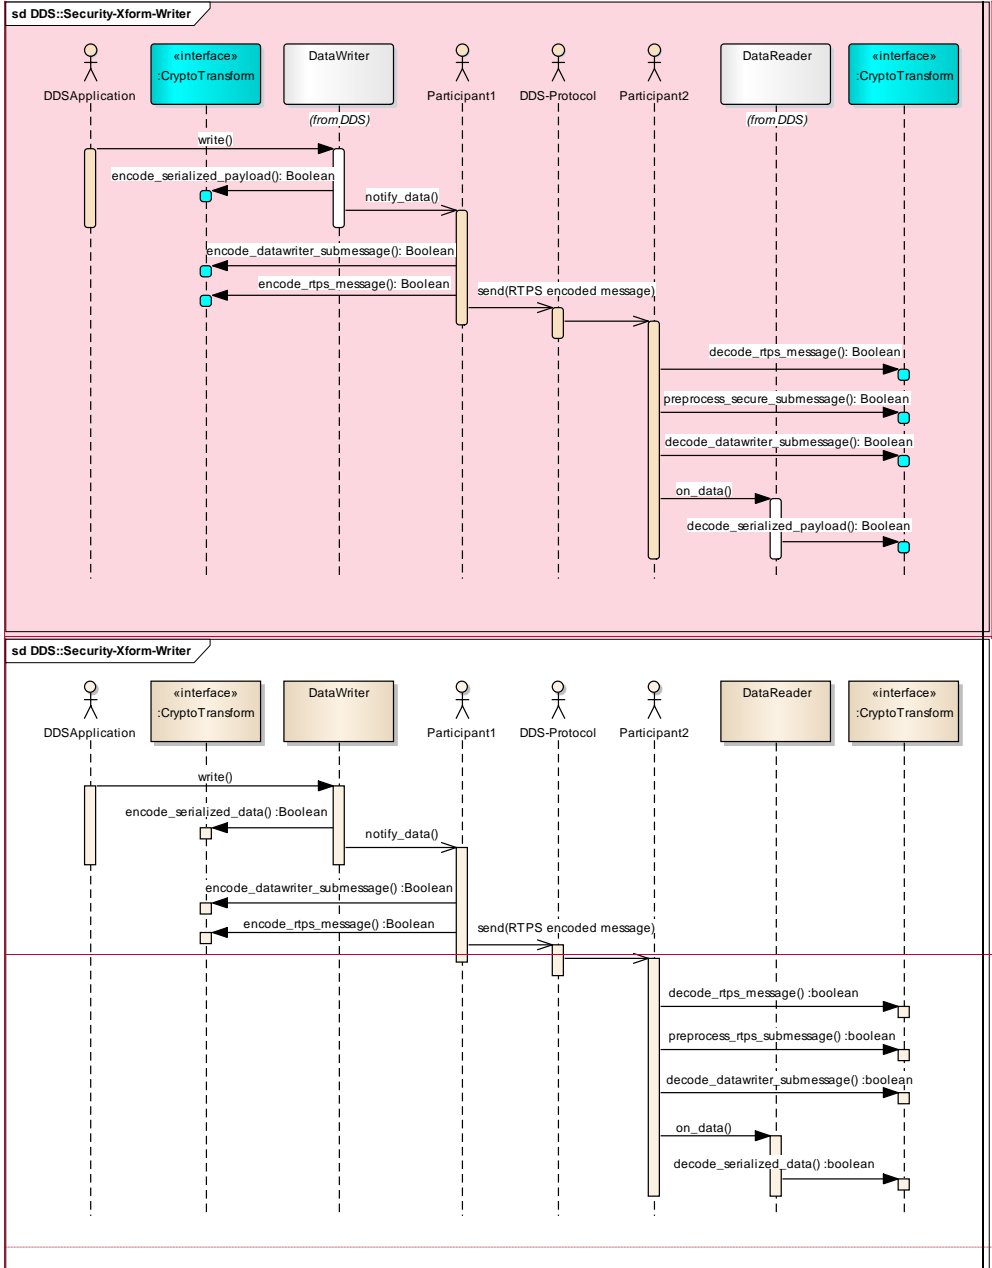 sd DDS::Security-Xform-Writer
DDSApplication
«interface»
:CryptoTransform
DataWriter
(from DDS)
Participant1
DDS-Protocol
Participant2
DataReader
(from DDS)
«interface»
:CryptoTransform
write()
encode_serialized_payload(): Boolean
notify_data()
encode_datawriter_submessage(): Boolean
encode_rtps_message(): Boolean
send(RTPS encoded message)
decode_rtps_message(): Boolean
preprocess_secure_submessage(): Boolean
decode_datawriter_submessage(): Boolean
on_data()
decode_serialized_payload(): Boolean
sd DDS::Security-Xform-Writer
DDSApplication
«interface»
:CryptoTransform
DataWriter
Participant1
DDS-Protocol
Participant2
DataReader
«interface»
:CryptoTransform
write()
encode_serialized_data() :Boolean
notify_data()
encode_datawriter_submessage() :Boolean
encode_rtps_message() :Boolean
send(RTPS encoded message)
decode_rtps_message() :boolean
preprocess_rtps_submessage() :boolean
decode_datawriter_submessage() :boolean
on_data()
decode_serialized_data() :boolean